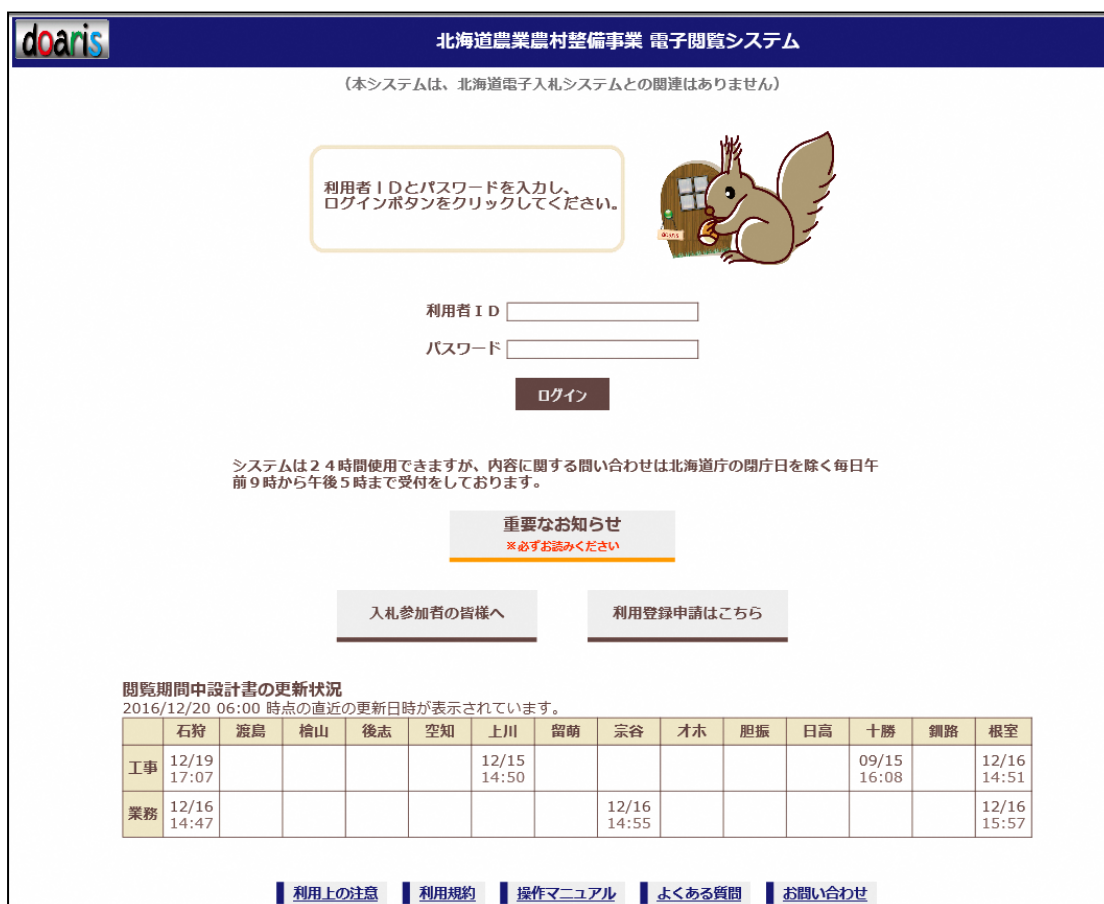 doaris
北海道農業農村整備事業 電子閲覧システム
（本システムは、北海道電子入札システムとの関連はありません）
利用者ＩＤとパスワードを入力し、
ログインボタンをクリックしてください。
doaris
利用者ＩＤ
パスワード
ログイン
システムは２４時間使用できますが、内容に関する問い合わせは北海道庁の閉庁日を除く毎日午
前９時から午後５時まで受付をしております。
重要なお知らせ
※必ずお読みください
入札参加者の皆様へ 利用登録申請はこちら
閲覧期間中設計書の更新状況
2016/12/20 06:00 時点の直近の更新日時が表示されています。
石狩 渡島 檜山 後志 空知 上川 留萌 宗谷 オホ 胆振 日高 十勝 釧路 根室
工事 12/19 17:07 12/15 14:50 09/15 16:08 12/16 14:51
業務 12/16 14:47 12/16 14:55 12/16 15:57
利用上の注意 利用規約 操作マニュアル よくある質問 お問い合わせ